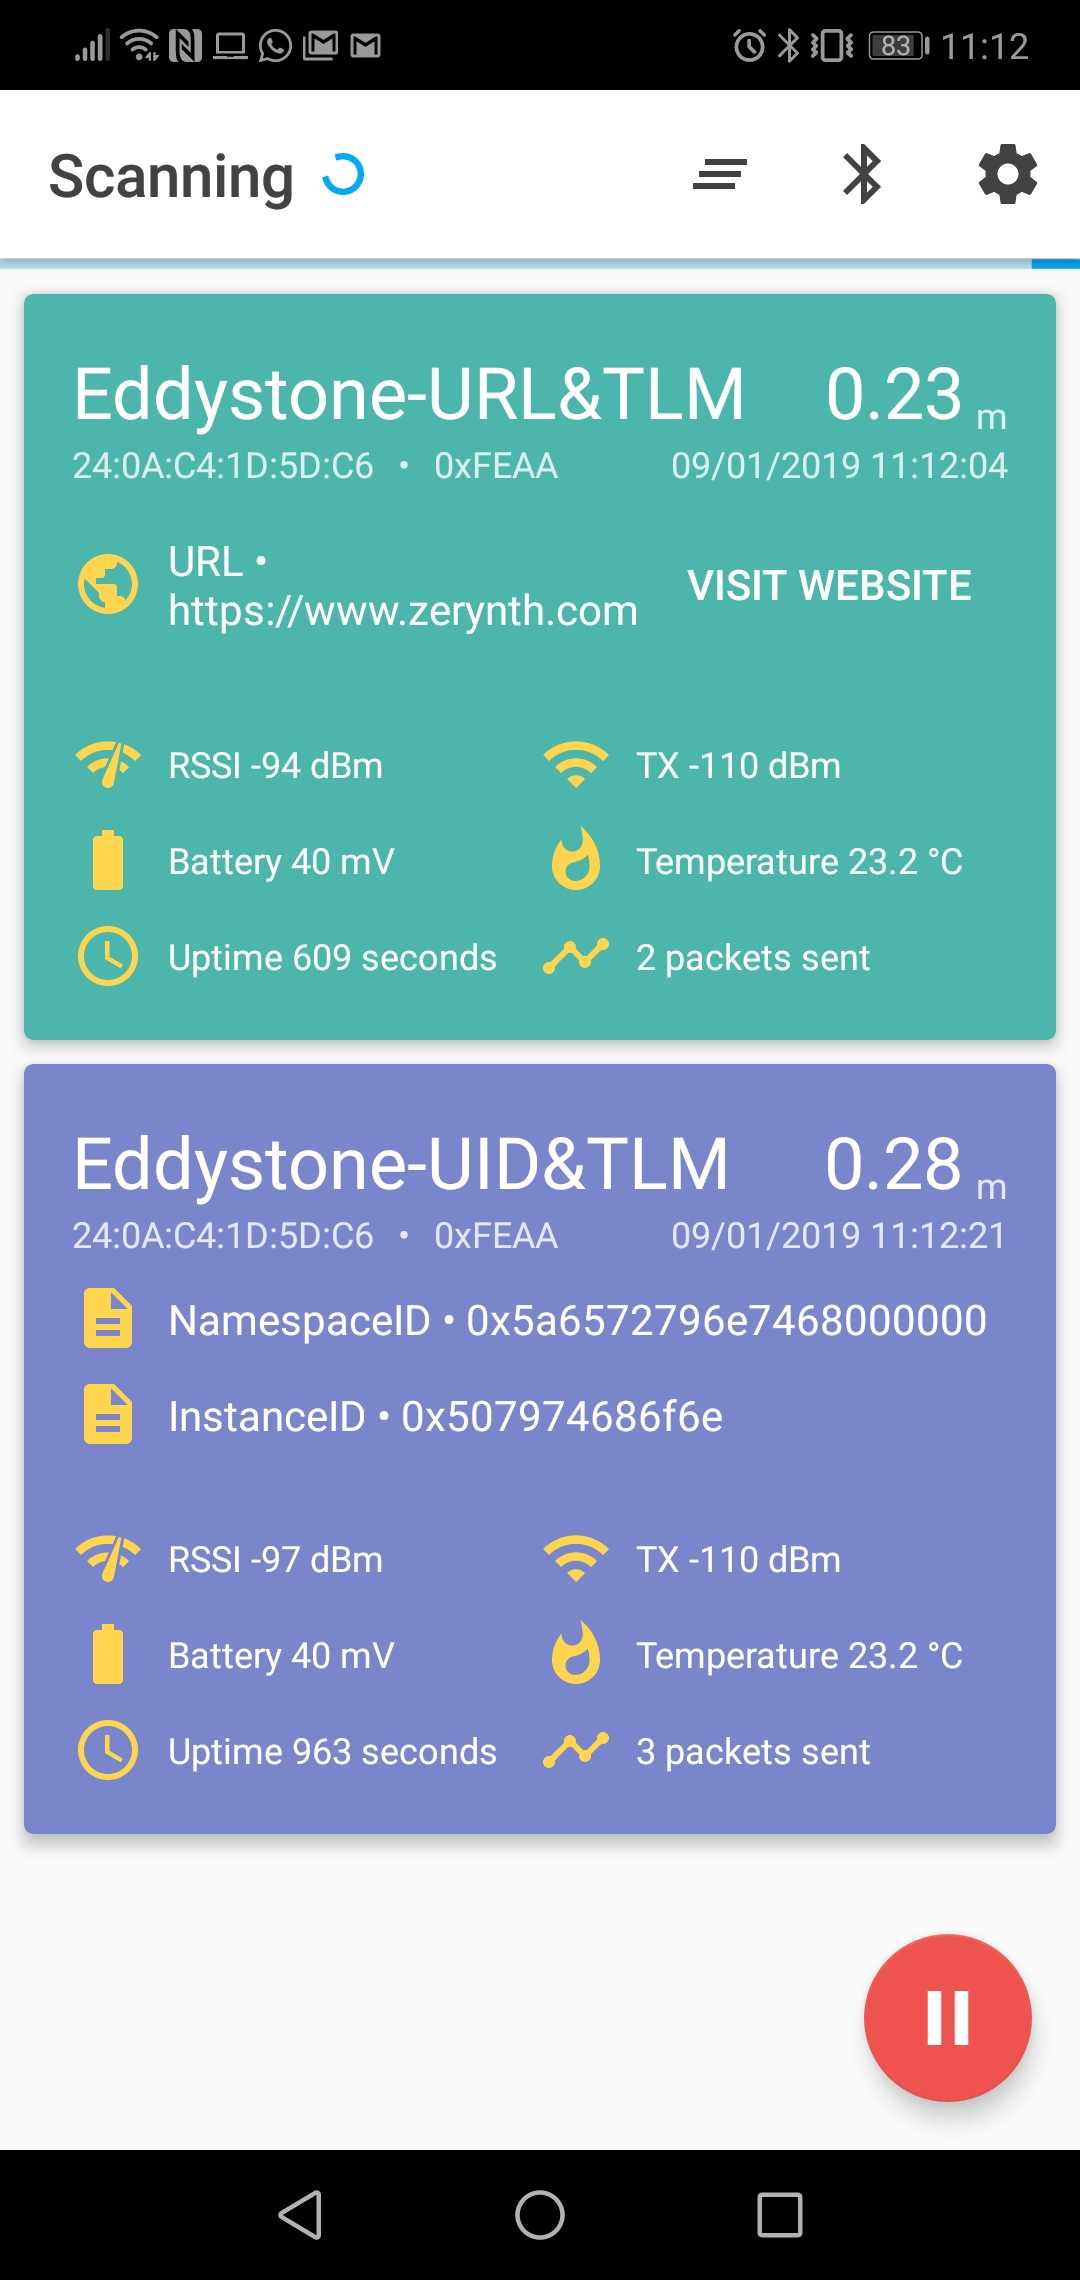 83 11:12
Scanning
Eddystone-URL&TLM 0.23 m
24:0A:C4:1D:5D:C6 • 0xFEAA 09/01/2019 11:12:04
URL •
https://www.zerynth.com
VISIT WEBSITE
RSSI -94 dBm TX -110 dBm
Battery 40 mV Temperature 23.2 °C
Uptime 609 seconds 2 packets sent
Eddystone-UID&TLM 0.28 m
24:0A:C4:1D:5D:C6 • 0xFEAA 09/01/2019 11:12:21
NamespaceID • 0x5a6572796e7468000000
InstanceID • 0x507974686f6e
RSSI -97 dBm TX -110 dBm
Battery 40 mV Temperature 23.2 °C
Uptime 963 seconds 3 packets sent